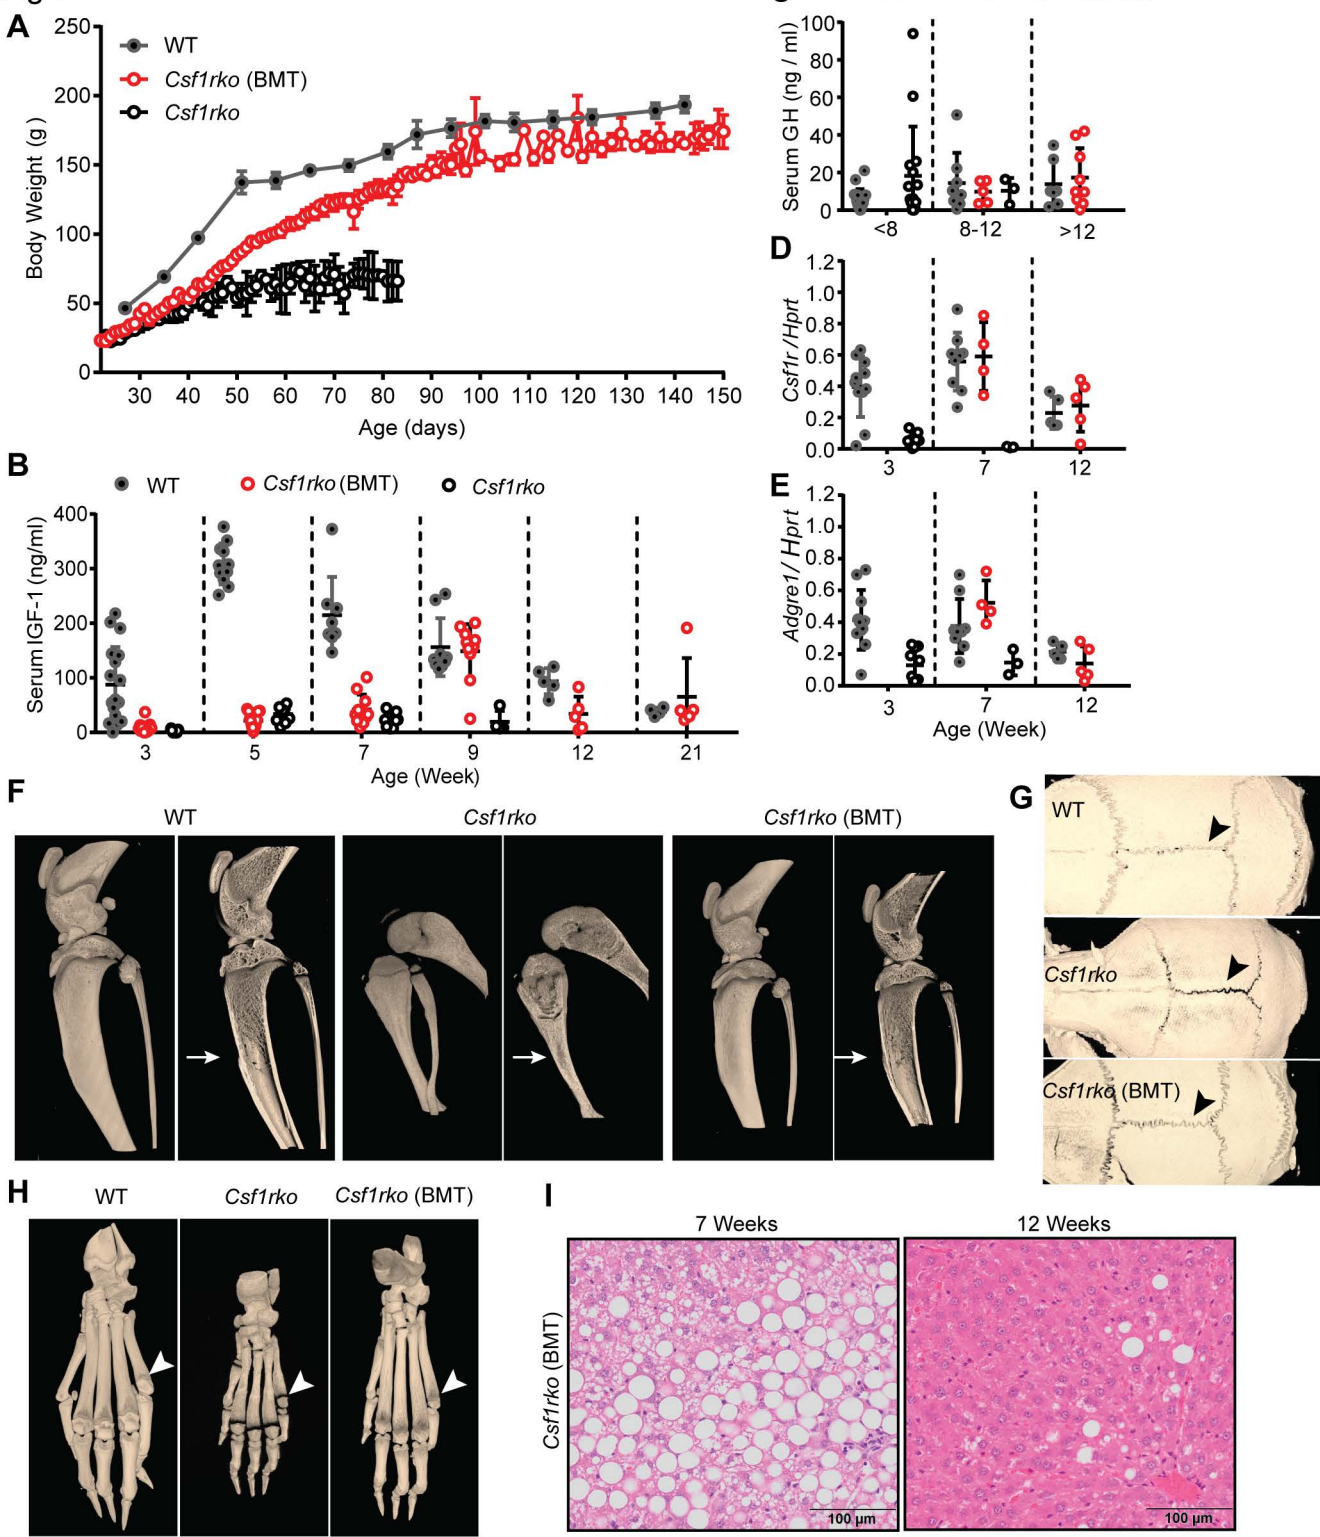 A
250
200
150
100
50
0
Body Weight (g)
WT
Csf1rko (BMT)
Csf1rko
30 40 50 60 70 80 90 100 110 120 130 140 150
Age (days)
100
80
60
40
20
0
Serum GH (ng / ml)
<8 8-12 >12
D
1.2
1.0
0.8
0.6
0.4
0.2
0.0
Csf1r/Hprt
3 7 12
B
WT Csf1rko (BMT) Csf1rko
400
300
200
100
0
Serum IGF-1 (ng/ml)
3 5 7 9 12 21
Age (Week)
E
1.2
1.0
0.8
0.6
0.4
0.2
0.0
Adgre1/ Hprt
3 7 12
Age (Week)
F
WT Csf1rko Csf1rko (BMT)
G
WT
Csf1rko
Csf1rko (BMT)
H
WT Csf1rko Csf1rko (BMT)
I
7 Weeks 12 Weeks
Csf1rko (BMT)
100 µm 100 µm